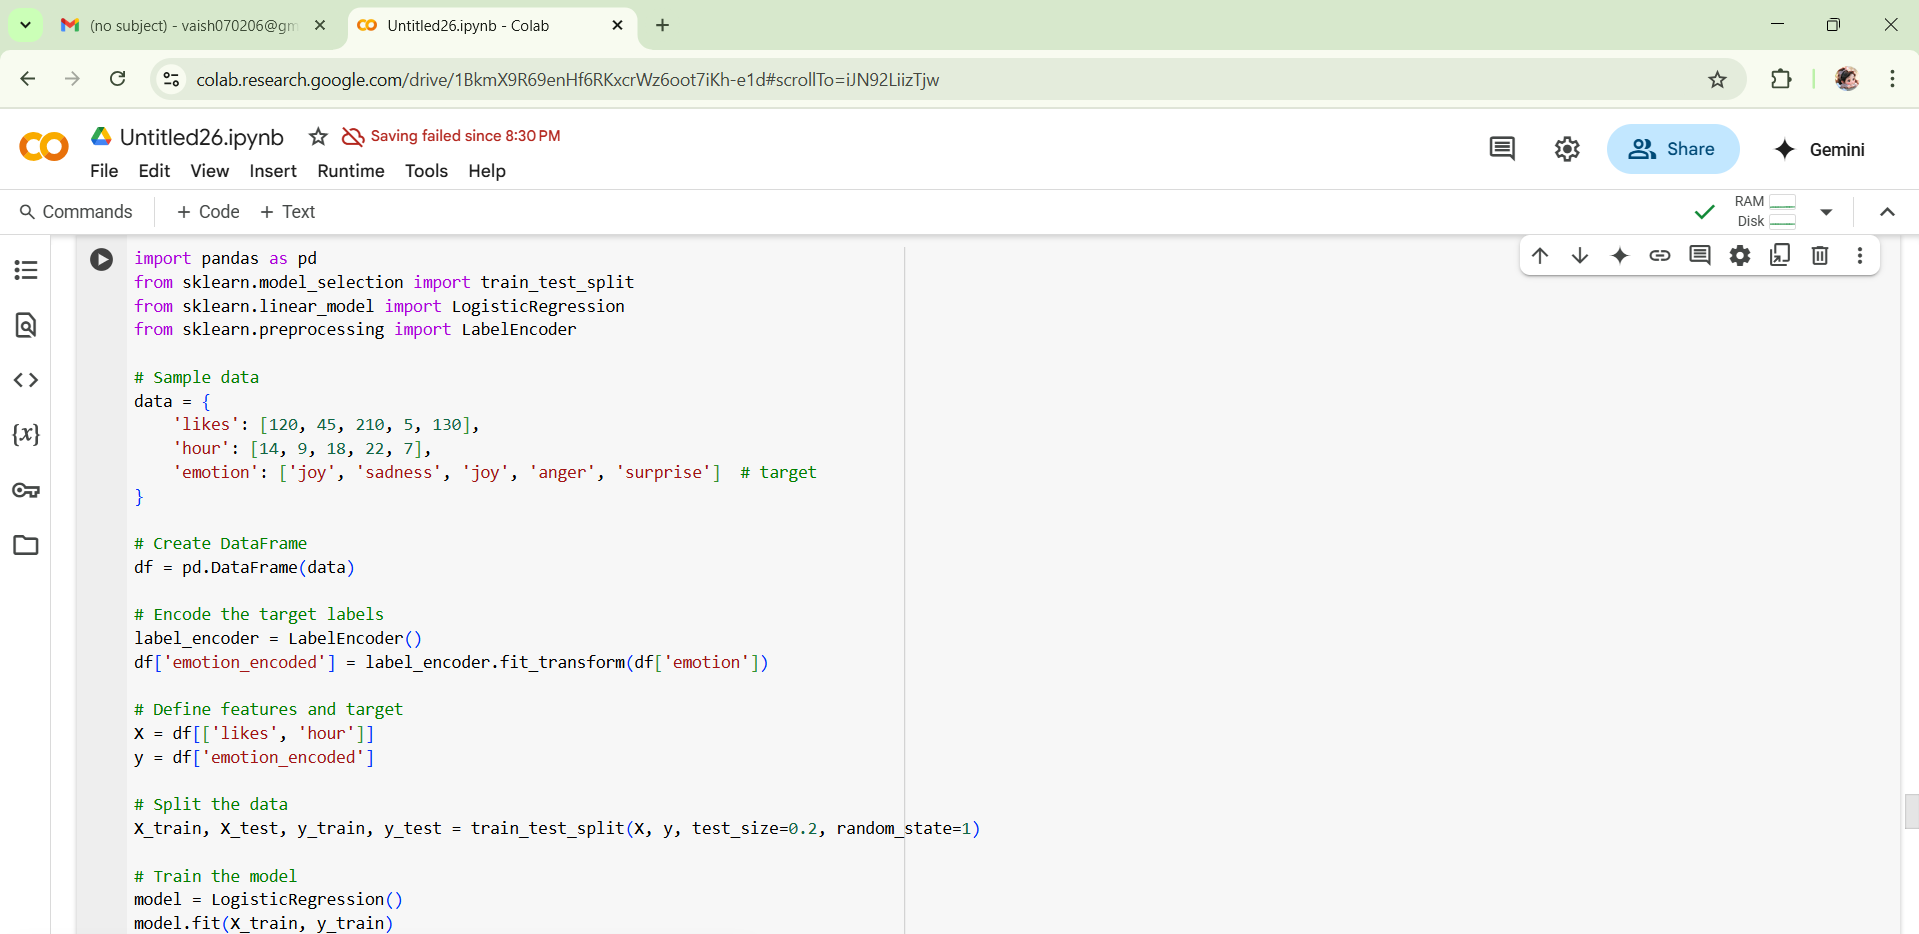 (no subject) - vaish070206@gm
Untitled26.ipynb - Colab
colab.research.google.com/drive/1BkmX9R69enHf6RKxcrWz6oot7iKh-e1d#scrollTo=iJN92LiizTjw
Untitled26.ipynb
Saving failed since 8:30 PM
File Edit View Insert Runtime Tools Help
Share
Gemini
Commands + Code + Text
RAM
Disk
import pandas as pd
from sklearn.model_selection import train_test_split
from sklearn.linear_model import LogisticRegression
from sklearn.preprocessing import LabelEncoder
# Sample data
data = {
    'likes': [120, 45, 210, 5, 130],
    'hour': [14, 9, 18, 22, 7],
    'emotion': ['joy', 'sadness', 'joy', 'anger', 'surprise']  # target
}
# Create DataFrame
df = pd.DataFrame(data)
# Encode the target labels
label_encoder = LabelEncoder()
df['emotion_encoded'] = label_encoder.fit_transform(df['emotion'])
# Define features and target
X = df[['likes', 'hour']]
y = df['emotion_encoded']
# Split the data
X_train, X_test, y_train, y_test = train_test_split(X, y, test_size=0.2, random_state=1)
# Train the model
model = LogisticRegression()
model.fit(X_train, y_train)